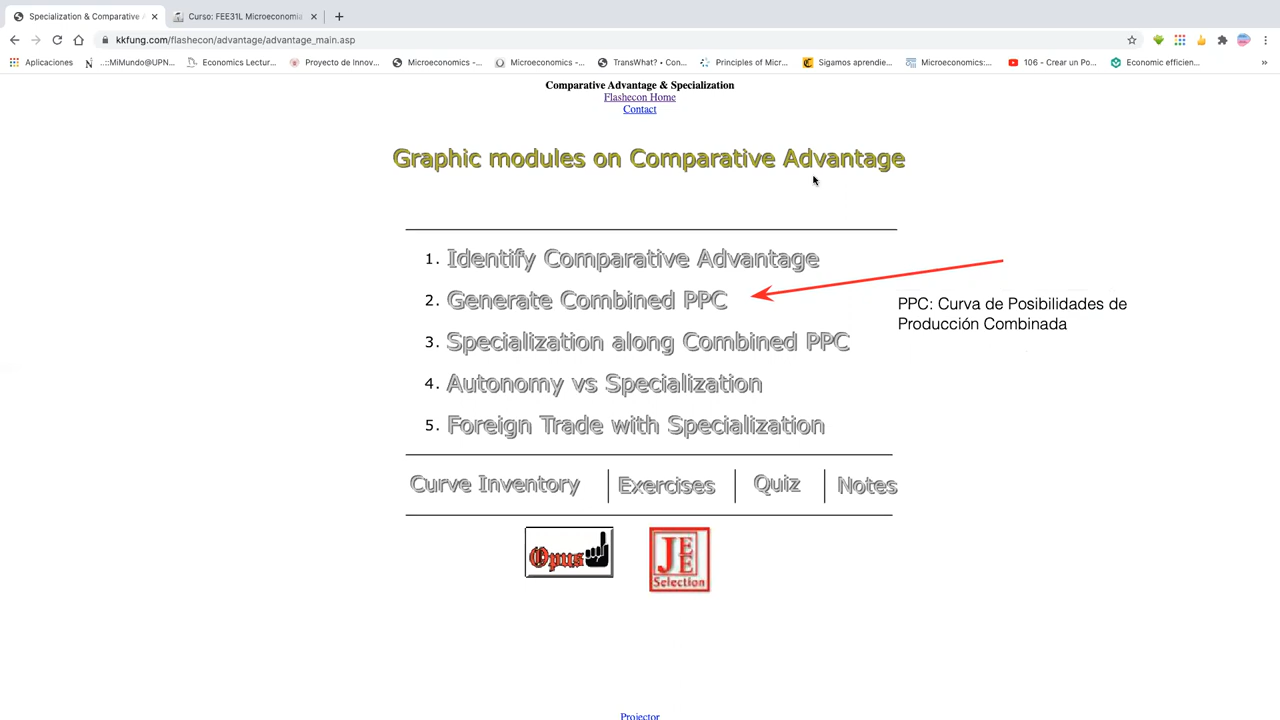 Specialization & Comparative A
Curso: FEE31L Microeconomia
kkfung.com/flashecon/advantage/advantage_main.asp
Aplicaciones
..::MiMundo@UPN...
Economics Lectur...
Proyecto de Innov...
Microeconomics -...
Microeconomics -...
TransWhat? • Con...
Principles of Micr...
Sigamos aprendie...
Microeconomics:...
106 - Crear un Po...
Economic efficien...
Comparative Advantage & Specialization
Flashecon Home
Contact
Graphic modules on Comparative Advantage
1. Identify Comparative Advantage
2. Generate Combined PPC
PPC: Curva de Posibilidades de
Producción Combinada
3. Specialization along Combined PPC
4. Autonomy vs Specialization
5. Foreign Trade with Specialization
Curve Inventory
Exercises
Quiz
Notes
Opus
JEE
Selection
Projector